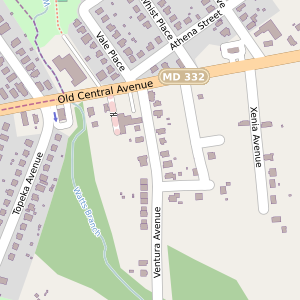 Whist Place
Athena Street
Vale Place
MD 332
Old Central Avenue
Xenia Avenue
Topeka Avenue
Watts Branch
Ventura Avenue